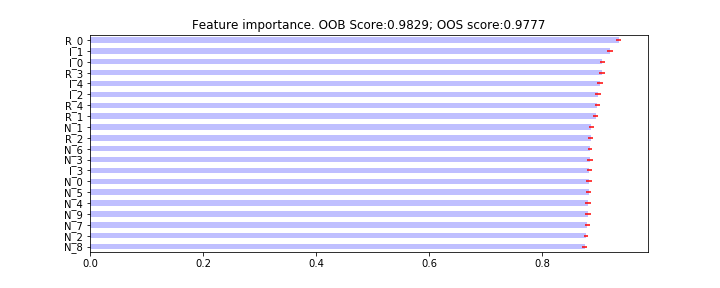 Feature importance. OOB Score:0.9829; OOS score:0.9777
R_0
I_1
I_0
R_3
I_4
I_2
R_4
R_1
N_1
R_2
N_6
N_3
I_3
N_0
N_5
N_4
N_9
N_7
N_2
N_8
0.0 0.2 0.4 0.6 0.8